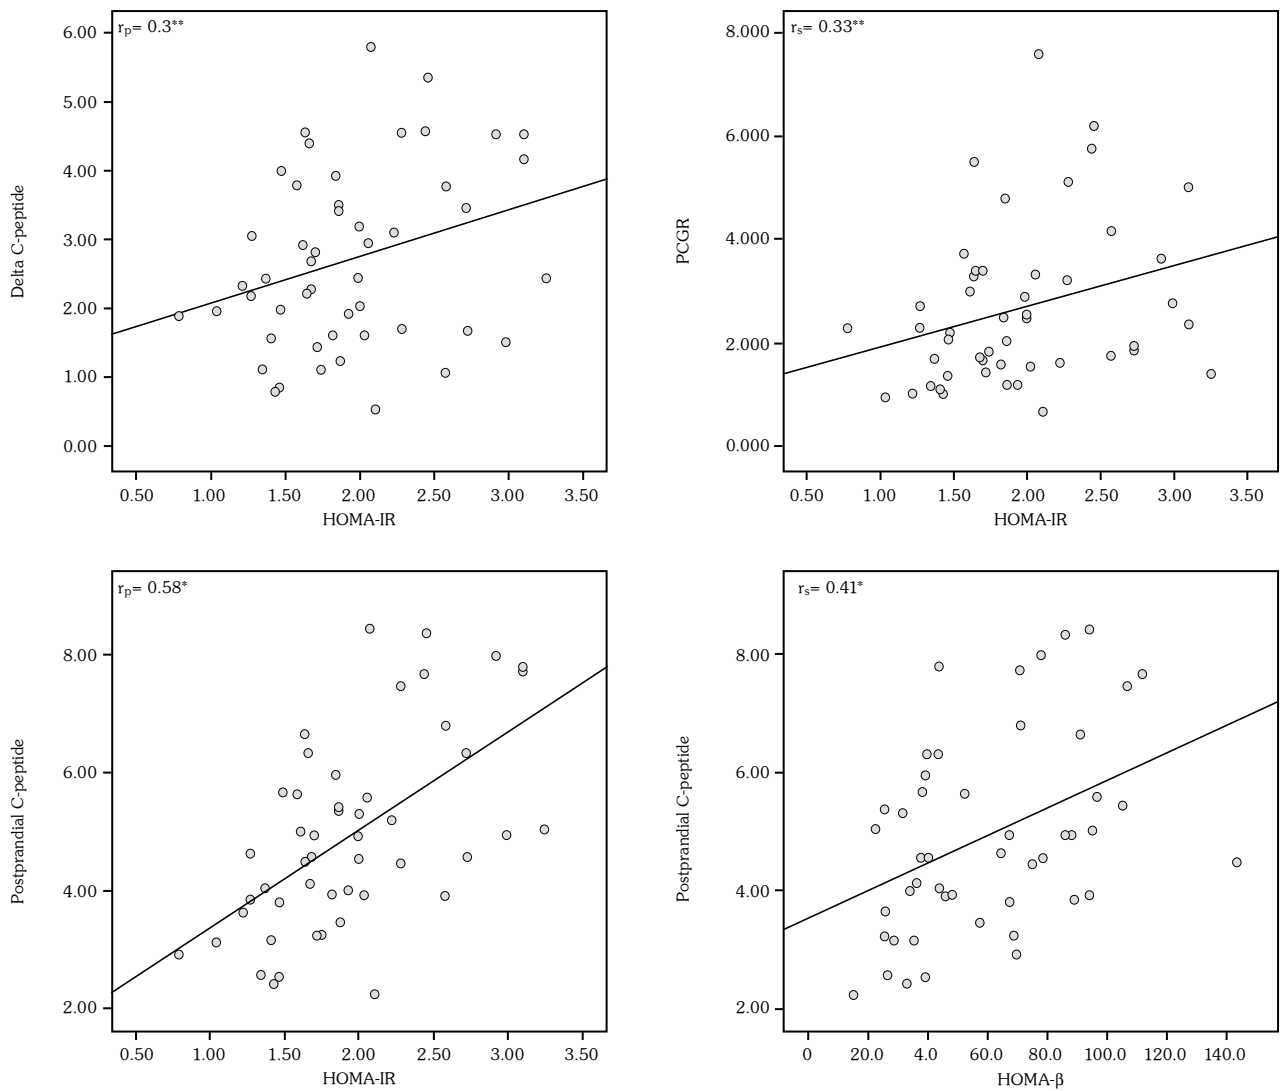 rp= 0.3**
6.00
5.00
4.00
3.00
2.00
1.00
0.00
Delta C-peptide
0.50 1.00 1.50 2.00 2.50 3.00 3.50
HOMA-IR
rs= 0.33**
8.000
6.000
4.000
2.000
0.000
PCGR
0.50 1.00 1.50 2.00 2.50 3.00 3.50
HOMA-IR
rp= 0.58*
8.00
6.00
4.00
2.00
Postprandial C-peptide
0.50 1.00 1.50 2.00 2.50 3.00 3.50
HOMA-IR
rs= 0.41*
8.00
6.00
4.00
2.00
Postprandial C-peptide
0 20.0 4.0 60.0 80.0 100.0 120.0 140.0
HOMA-β